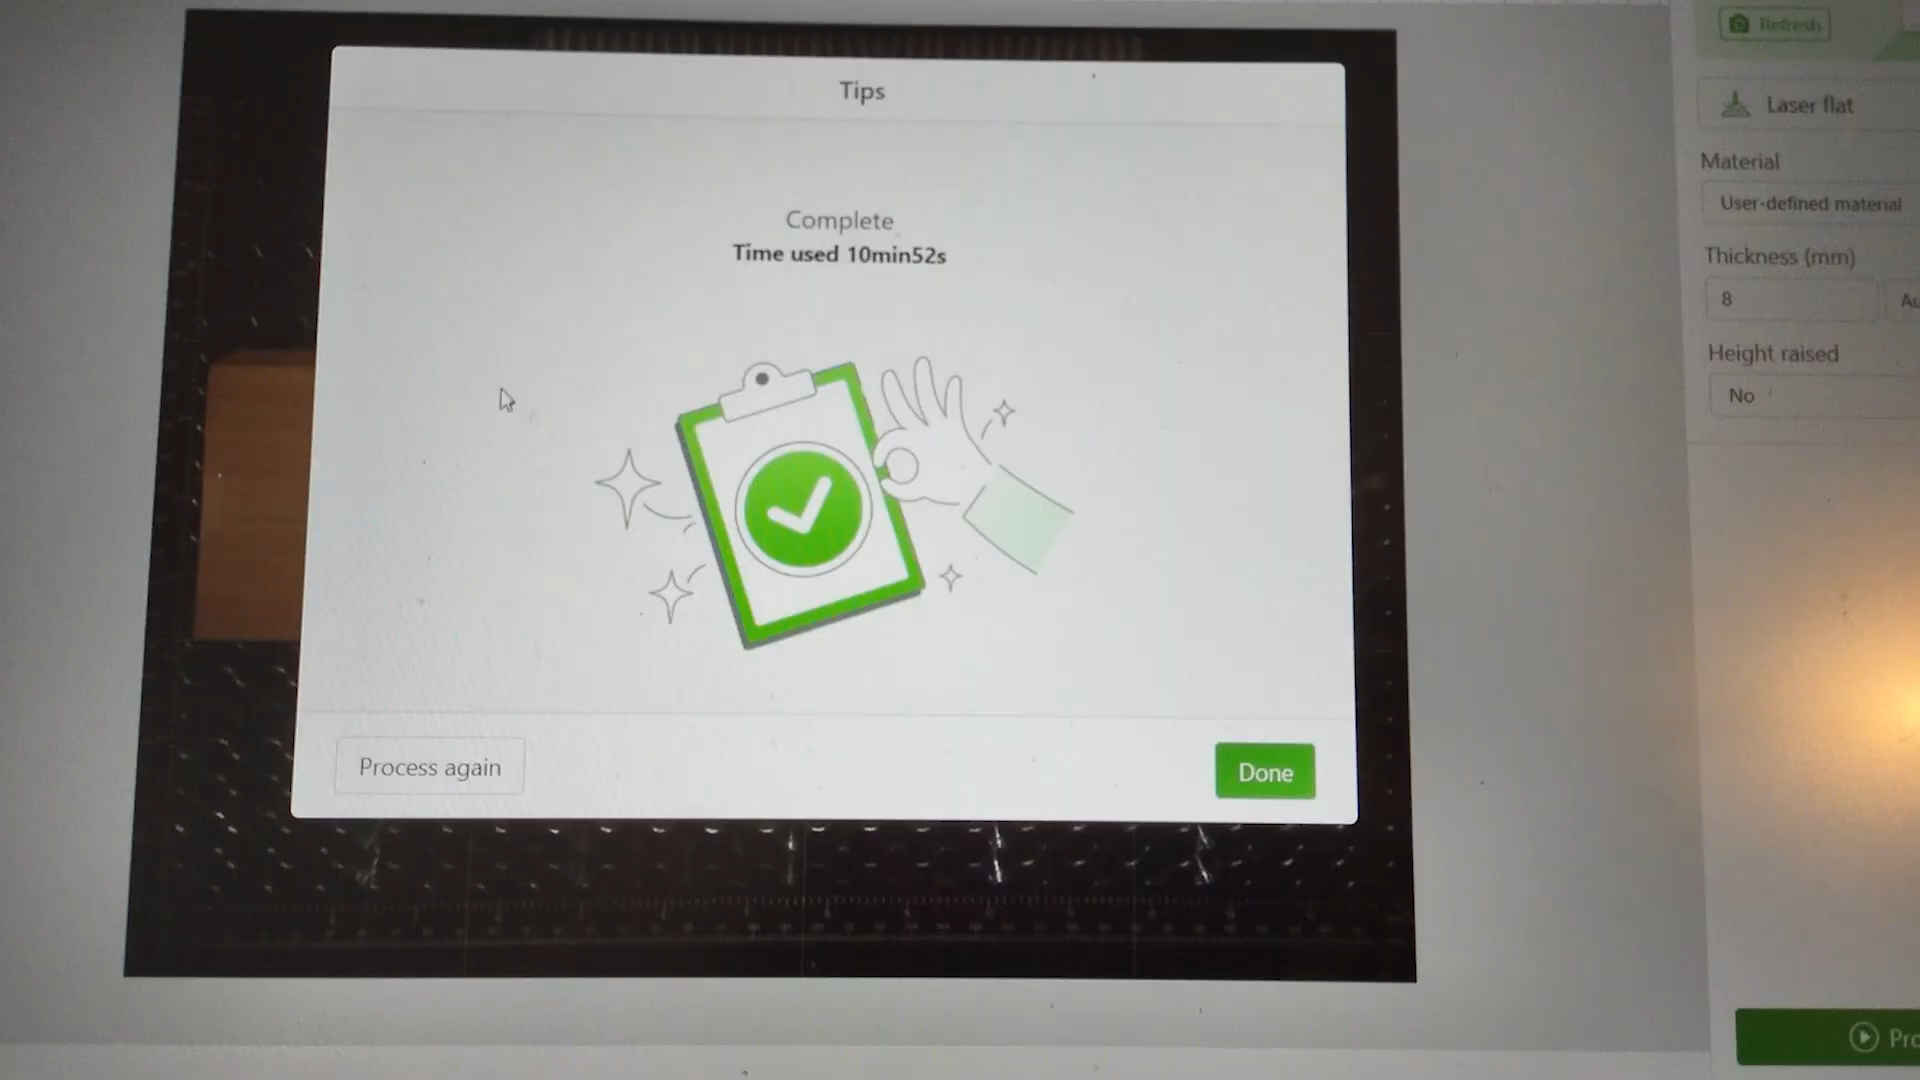 Tips
Complete
Time used 10min52s
Process again
Done
Refresh
Laser flat
Material
User-defined material
Thickness (mm)
8
Height raised
No